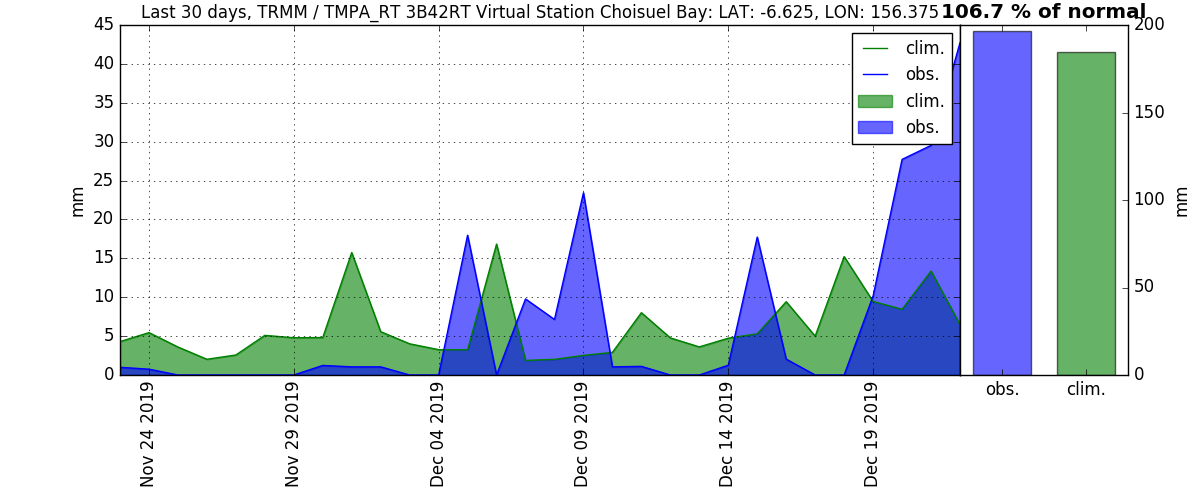 Last 30 days, TRMM / TMPA_RT 3B42RT Virtual Station Choisuel Bay: LAT: -6.625, LON: 156.375
106.7 % of normal
45
40
35
30
25
20
15
10
5
0
mm
clim.
obs.
clim.
obs.
Nov 24 2019
Nov 29 2019
Dec 04 2019
Dec 09 2019
Dec 14 2019
Dec 19 2019
200
150
100
50
0
mm
obs.
clim.